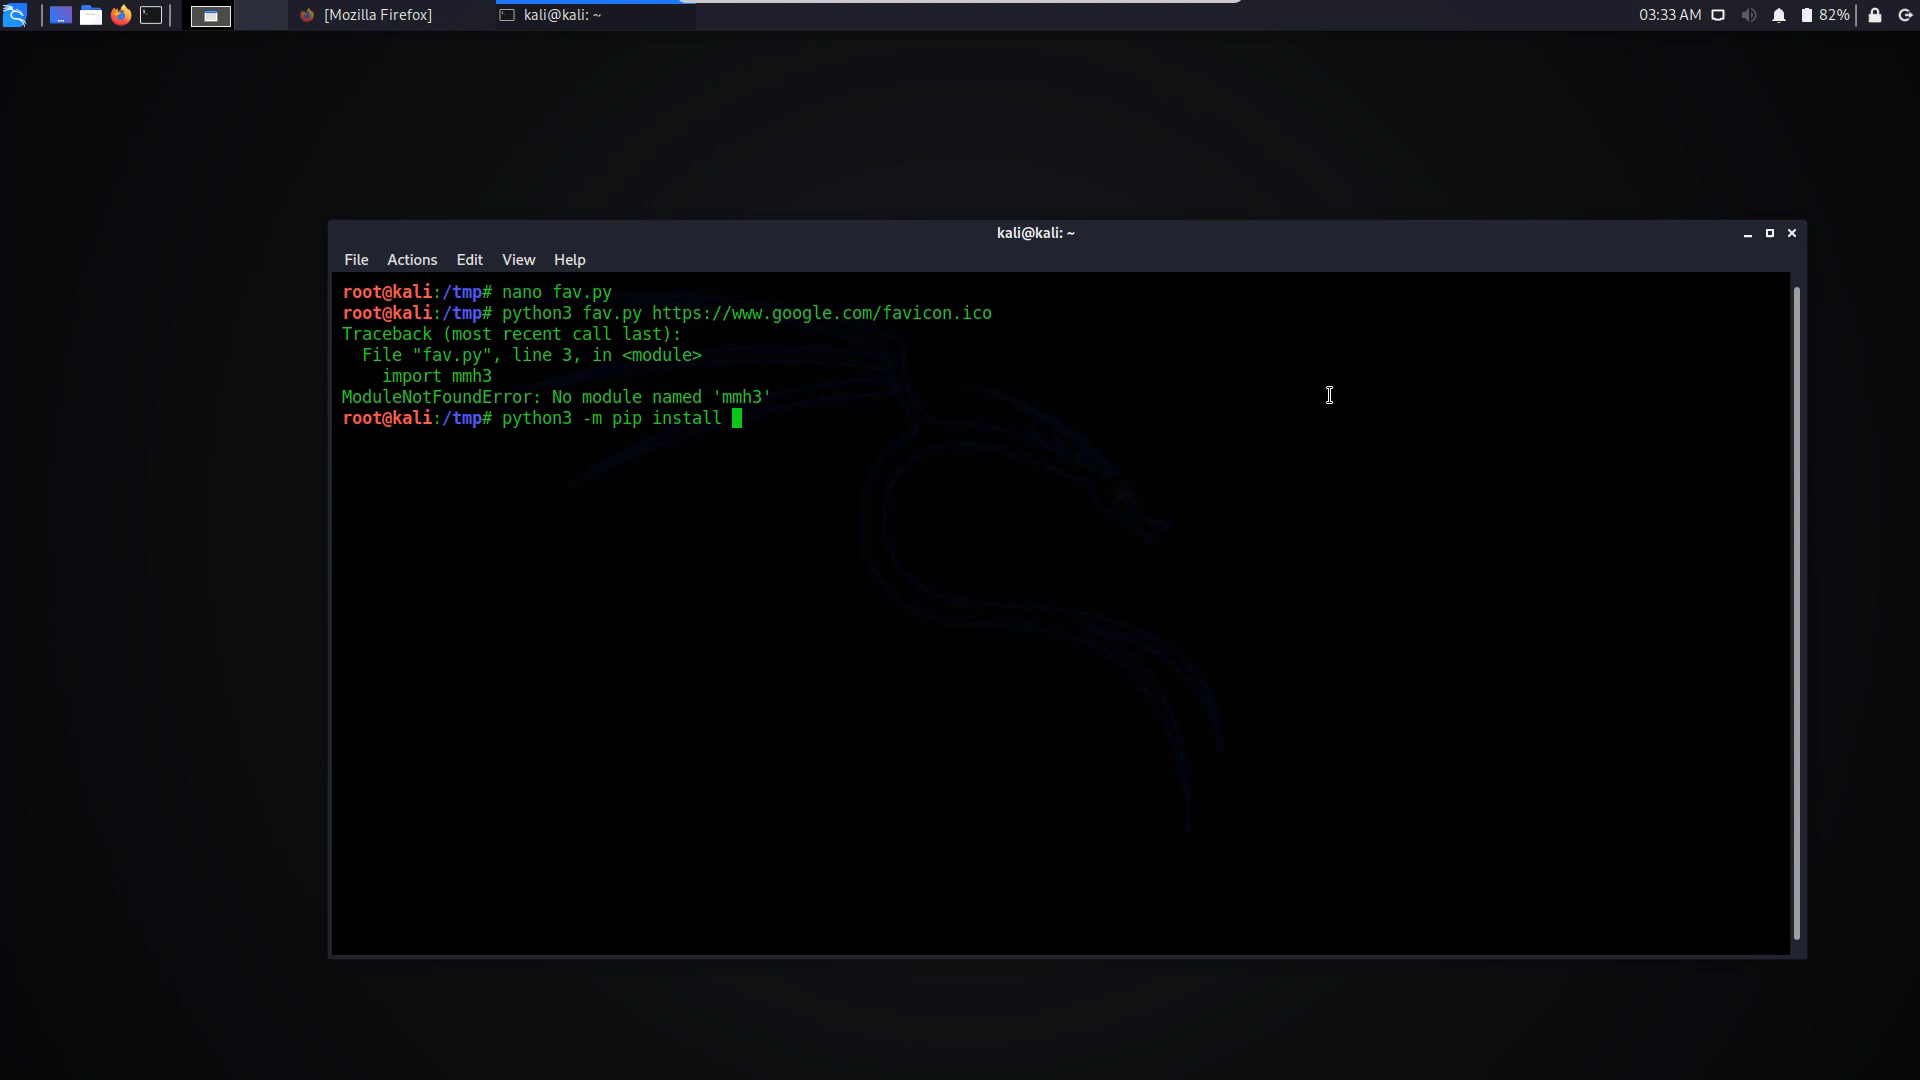 [Mozilla Firefox]
kali@kali: ~
03:33 AM
82%
kali@kali: ~
File Actions Edit View Help
root@kali:/tmp# nano fav.py
root@kali:/tmp# python3 fav.py https://www.google.com/favicon.ico
Traceback (most recent call last):
  File "fav.py", line 3, in <module>
    import mmh3
ModuleNotFoundError: No module named 'mmh3'
root@kali:/tmp# python3 -m pip install